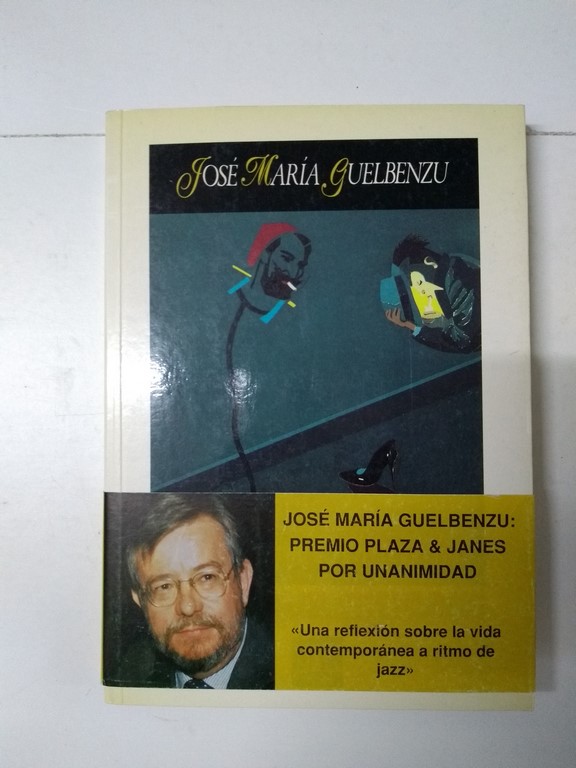 JOSÉ MARÍA GUELBENZU
JOSÉ MARÍA GUELBENZU:
PREMIO PLAZA & JANES
POR UNANIMIDAD
«Una reflexión sobre la vida
contemporánea a ritmo de
jazz»